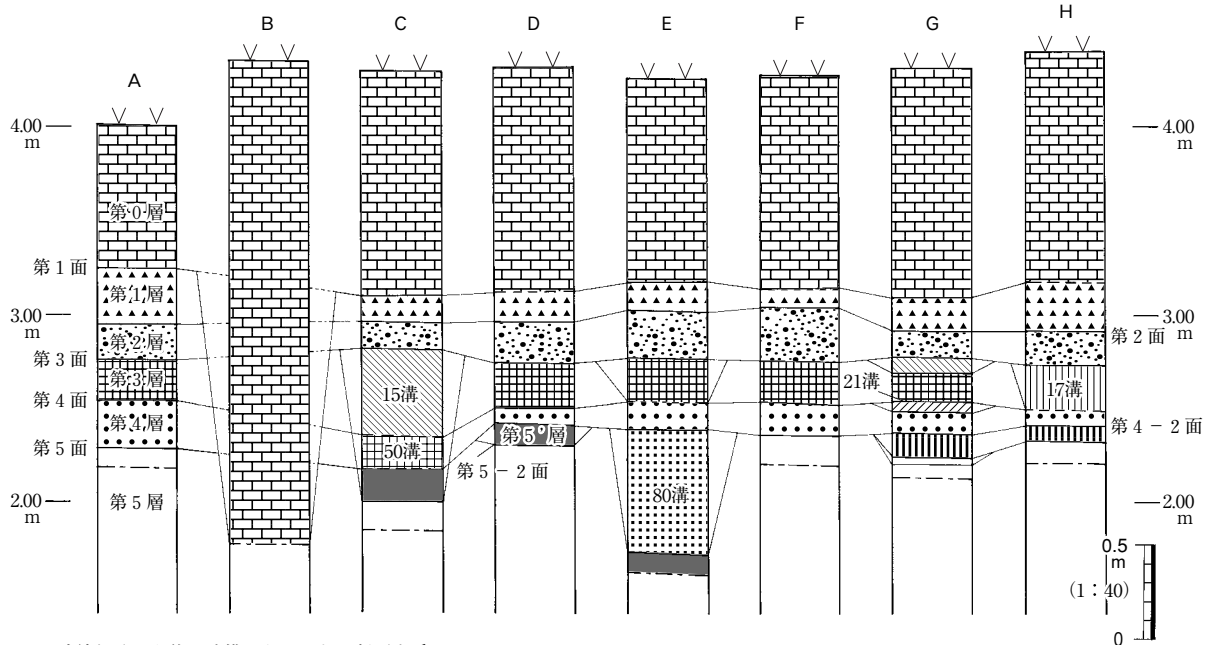 A
B
C
D
E
F
G
H
4.00
m
3.00
m
2.00
m
第1面
第3面
第4面
第5面
第0層
第1層
第2層
第3層
第4層
第5層
15溝
50溝
第5’層
第5－2面
80溝
21溝
17溝
4.00
m
3.00
m
第2面
第4－2面
2.00
m
0.5
m
(1：40)
0